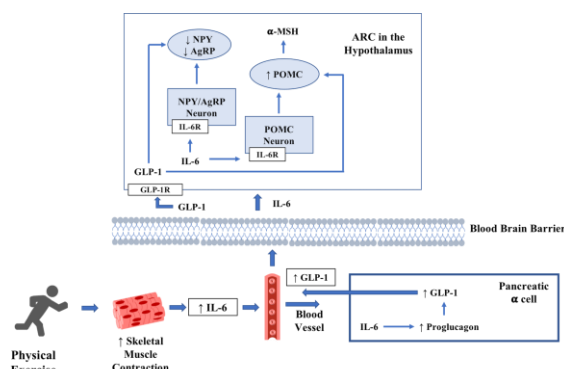 ARC in the
Hypothalamus
α-MSH
↓ NPY
↓ AgRP
↑ POMC
NPY/AgRP
Neuron
IL-6R
POMC
Neuron
IL-6R
IL-6
GLP-1
GLP-1R
GLP-1
IL-6
Blood Brain Barrier
↑ GLP-1
↑ IL-6
Blood
Vessel
Pancreatic
α cell
↑ GLP-1
IL-6
↑ Proglucagon
Physical
Exercise
↑ Skeletal
Muscle
Contraction